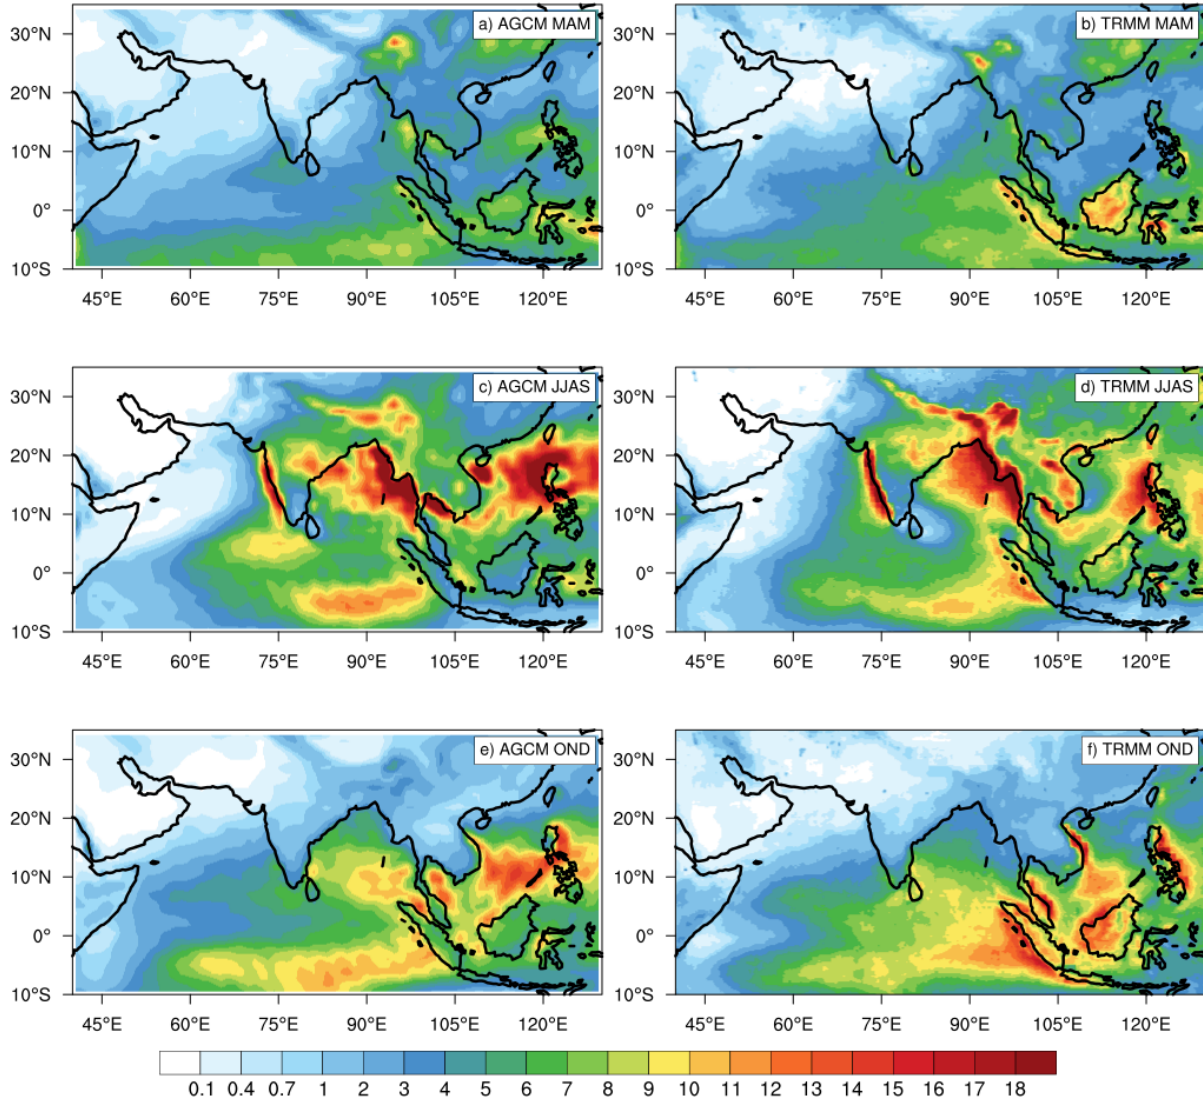 a) AGCM MAM
30°N
20°N
10°N
0°
10°S
45°E 60°E 75°E 90°E 105°E 120°E
b) TRMM MAM
30°N
20°N
10°N
0°
10°S
45°E 60°E 75°E 90°E 105°E 120°E
c) AGCM JJAS
30°N
20°N
10°N
0°
10°S
45°E 60°E 75°E 90°E 105°E 120°E
d) TRMM JJAS
30°N
20°N
10°N
0°
10°S
45°E 60°E 75°E 90°E 105°E 120°E
e) AGCM OND
30°N
20°N
10°N
0°
10°S
45°E 60°E 75°E 90°E 105°E 120°E
f) TRMM OND
30°N
20°N
10°N
0°
10°S
45°E 60°E 75°E 90°E 105°E 120°E
0.1 0.4 0.7 1 2 3 4 5 6 7 8 9 10 11 12 13 14 15 16 17 18